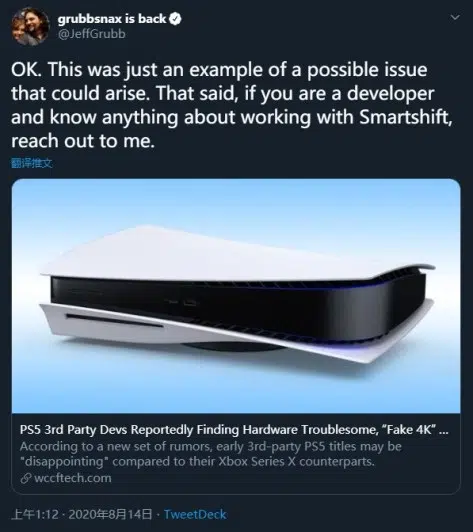 grubbsnax is back
@JeffGrubb
OK. This was just an example of a possible issue
that could arise. That said, if you are a developer
and know anything about working with Smartshift,
reach out to me.
翻译推文
PS5 3rd Party Devs Reportedly Finding Hardware Troublesome, “Fake 4K” ...
According to a new set of rumors, early 3rd-party PS5 titles may be
"disappointing" compared to their Xbox Series X counterparts.
wccftech.com
上午1:12 · 2020年8月14日 · TweetDeck